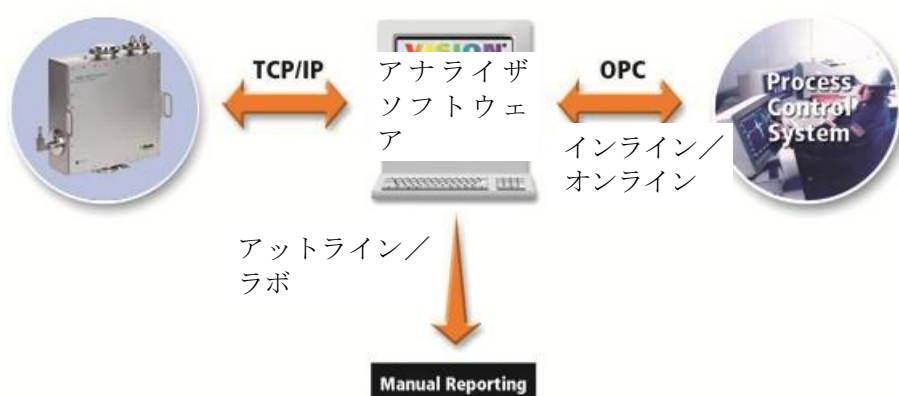 TCP/IP
VISION
アナライザ
ソフトウェ
ア
OPC
インライン／
オンライン
Process
Control
System
アットライン／
ラボ
Manual Reporting